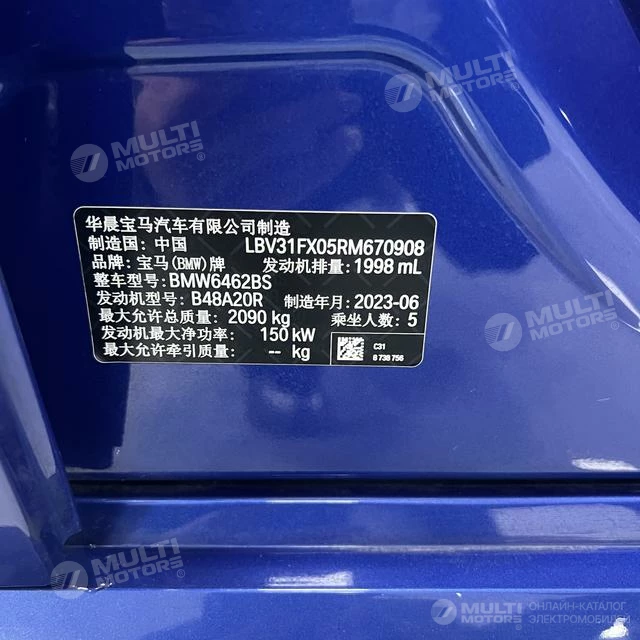 MULTI
MOTORS
MULTI
MOTORS
华晨宝马汽车有限公司制造
制造国: 中国 LBV31FX05RM670908
品牌: 宝马(BMW)牌 发动机排量: 1998 mL
整车型号: BMW6462BS
发动机型号: B48A20R 制造年月: 2023-06
最大允许总质量: 2090 kg 乘坐人数: 5
发动机最大净功率: 150 kW
最大允许牵引质量: -- kg
C31
8 738 756
MULTI
MOTORS
MULTI
MOTORS
MULTI
MOTORS
ОНЛАЙН-КАТАЛОГ
ЭЛЕКТРОМОБИЛЕЙ